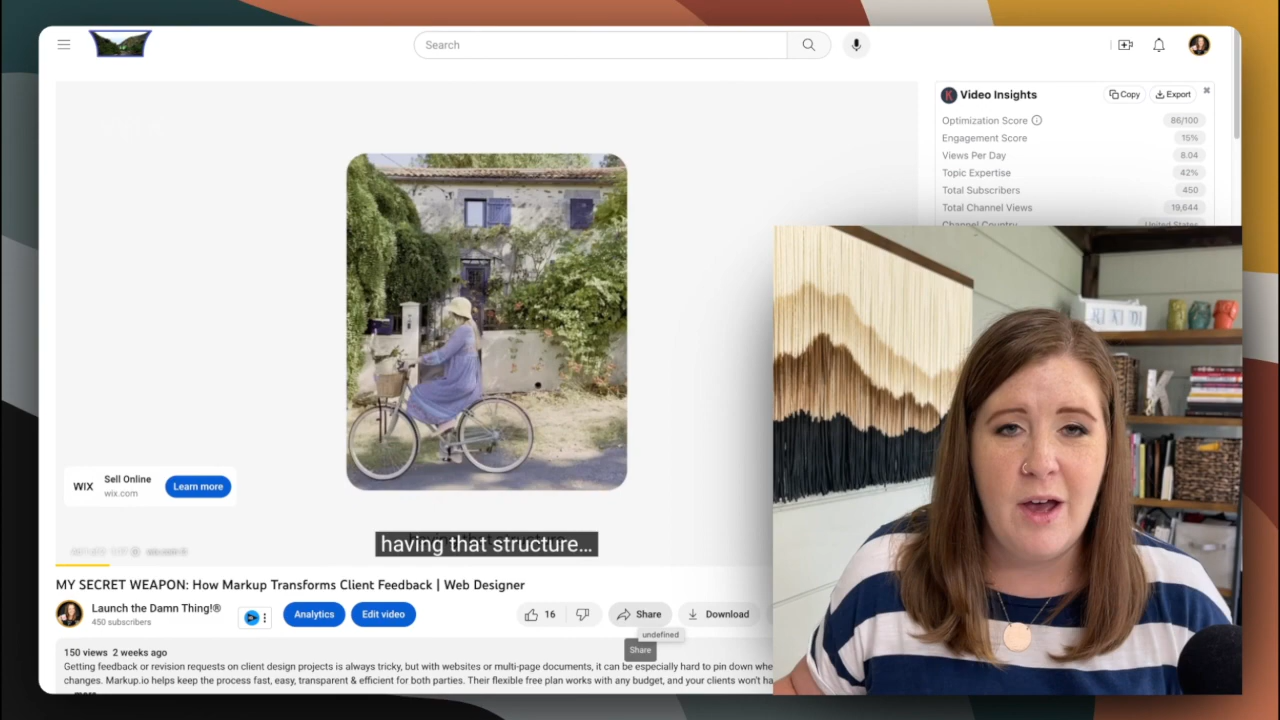 Search
K Video Insights
Copy
Export
Optimization Score
86/100
Engagement Score
15%
Views Per Day
8.04
Topic Expertise
42%
Total Subscribers
450
Total Channel Views
19,644
Channel Country
United States
WIX
Sell Online
wix.com
Learn more
having that structure...
MY SECRET WEAPON: How Markup Transforms Client Feedback | Web Designer
Launch the Damn Thing!®
450 subscribers
Analytics
Edit video
16
Share
Download
undefined
Share
150 views 2 weeks ago
Getting feedback or revision requests on client design projects is always tricky, but with websites or multi-page documents, it can be especially hard to pin down whe
changes. Markup.io helps keep the process fast, easy, transparent & efficient for both parties. Their flexible free plan works with any budget, and your clients won't ha
K